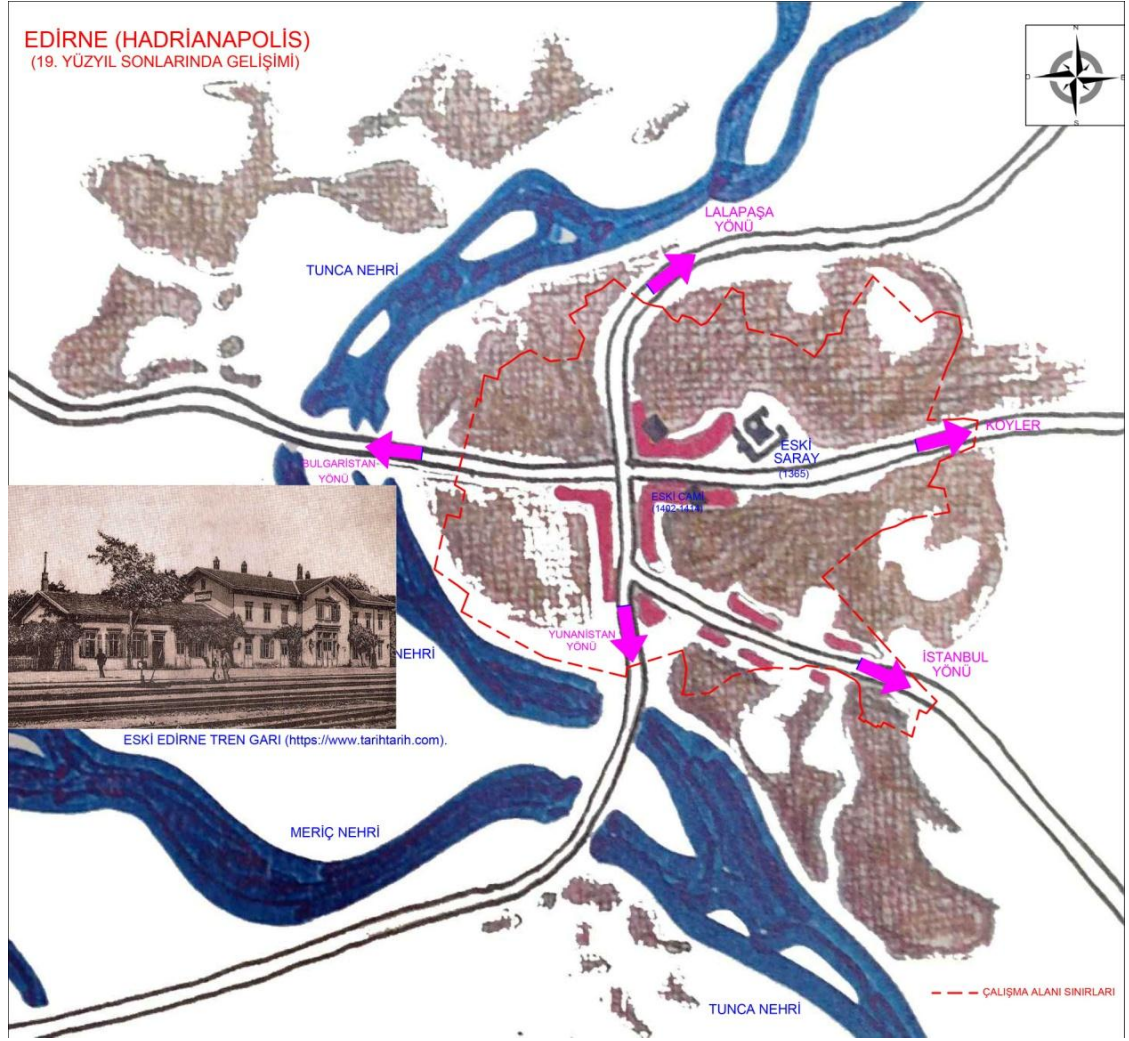 EDİRNE (HADRİANAPOLİS)
(19. YÜZYIL SONLARINDA GELİŞİMİ)
N
E
S
LALAPAŞA
YÖNÜ
TUNCA NEHRİ
KÖYLER
BULGARİSTAN
YÖNÜ
ESKİ
SARAY
(1365)
ESKİ CAMİ
YUNANİSTAN
YÖNÜ
NEHRİ
İSTANBUL
YÖNÜ
ESKİ EDİRNE TREN GARI (https://www.tarihtarih.com).
MERİÇ NEHRİ
ÇALIŞMA ALANI SINIRLARI
TUNCA NEHRİ